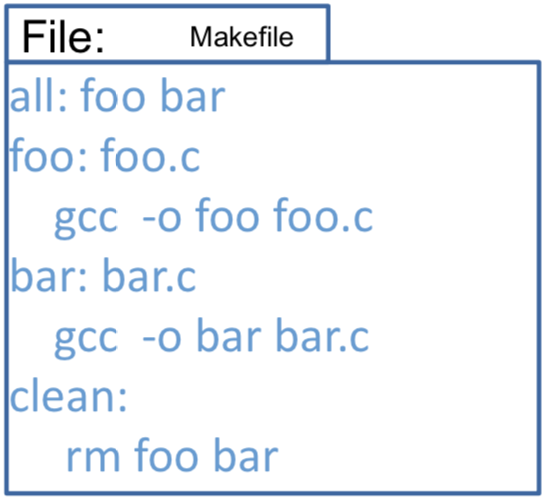 File: Makefile
all: foo bar
foo: foo.c
gcc -o foo foo.c
bar: bar.c
gcc -o bar bar.c
clean:
rm foo bar